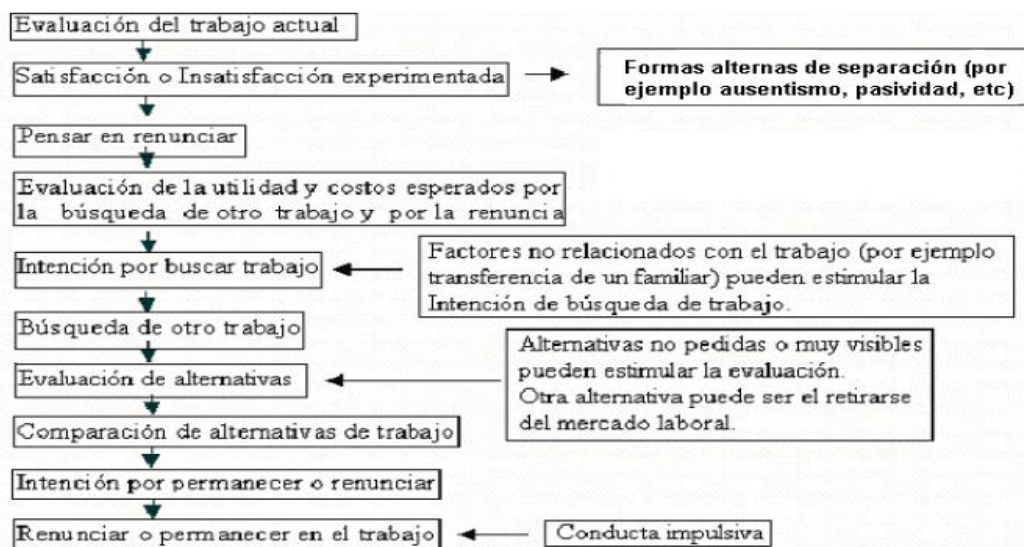 Evaluación del trabajo actual
Satisfacción o Insatisfacción experimentada
Formas alternas de separación (por
ejemplo ausentismo, pasividad, etc)
Pensar en renunciar
Evaluación de la utilidad y costos esperados por
la búsqueda de otro trabajo y por la renuncia
Intención por buscar trabajo
Factores no relacionados con el trabajo (por ejemplo
transferencia de un familiar) pueden estimular la
Intención de búsqueda de trabajo.
Búsqueda de otro trabajo
Evaluación de alternativas
Alternativas no pedidas o muy visibles
pueden estimular la evaluación.
Otra alternativa puede ser el retirarse
del mercado laboral.
Comparación de alternativas de trabajo
Intención por permanecer o renunciar
Renunciar o permanecer en el trabajo
Conducta impulsiva